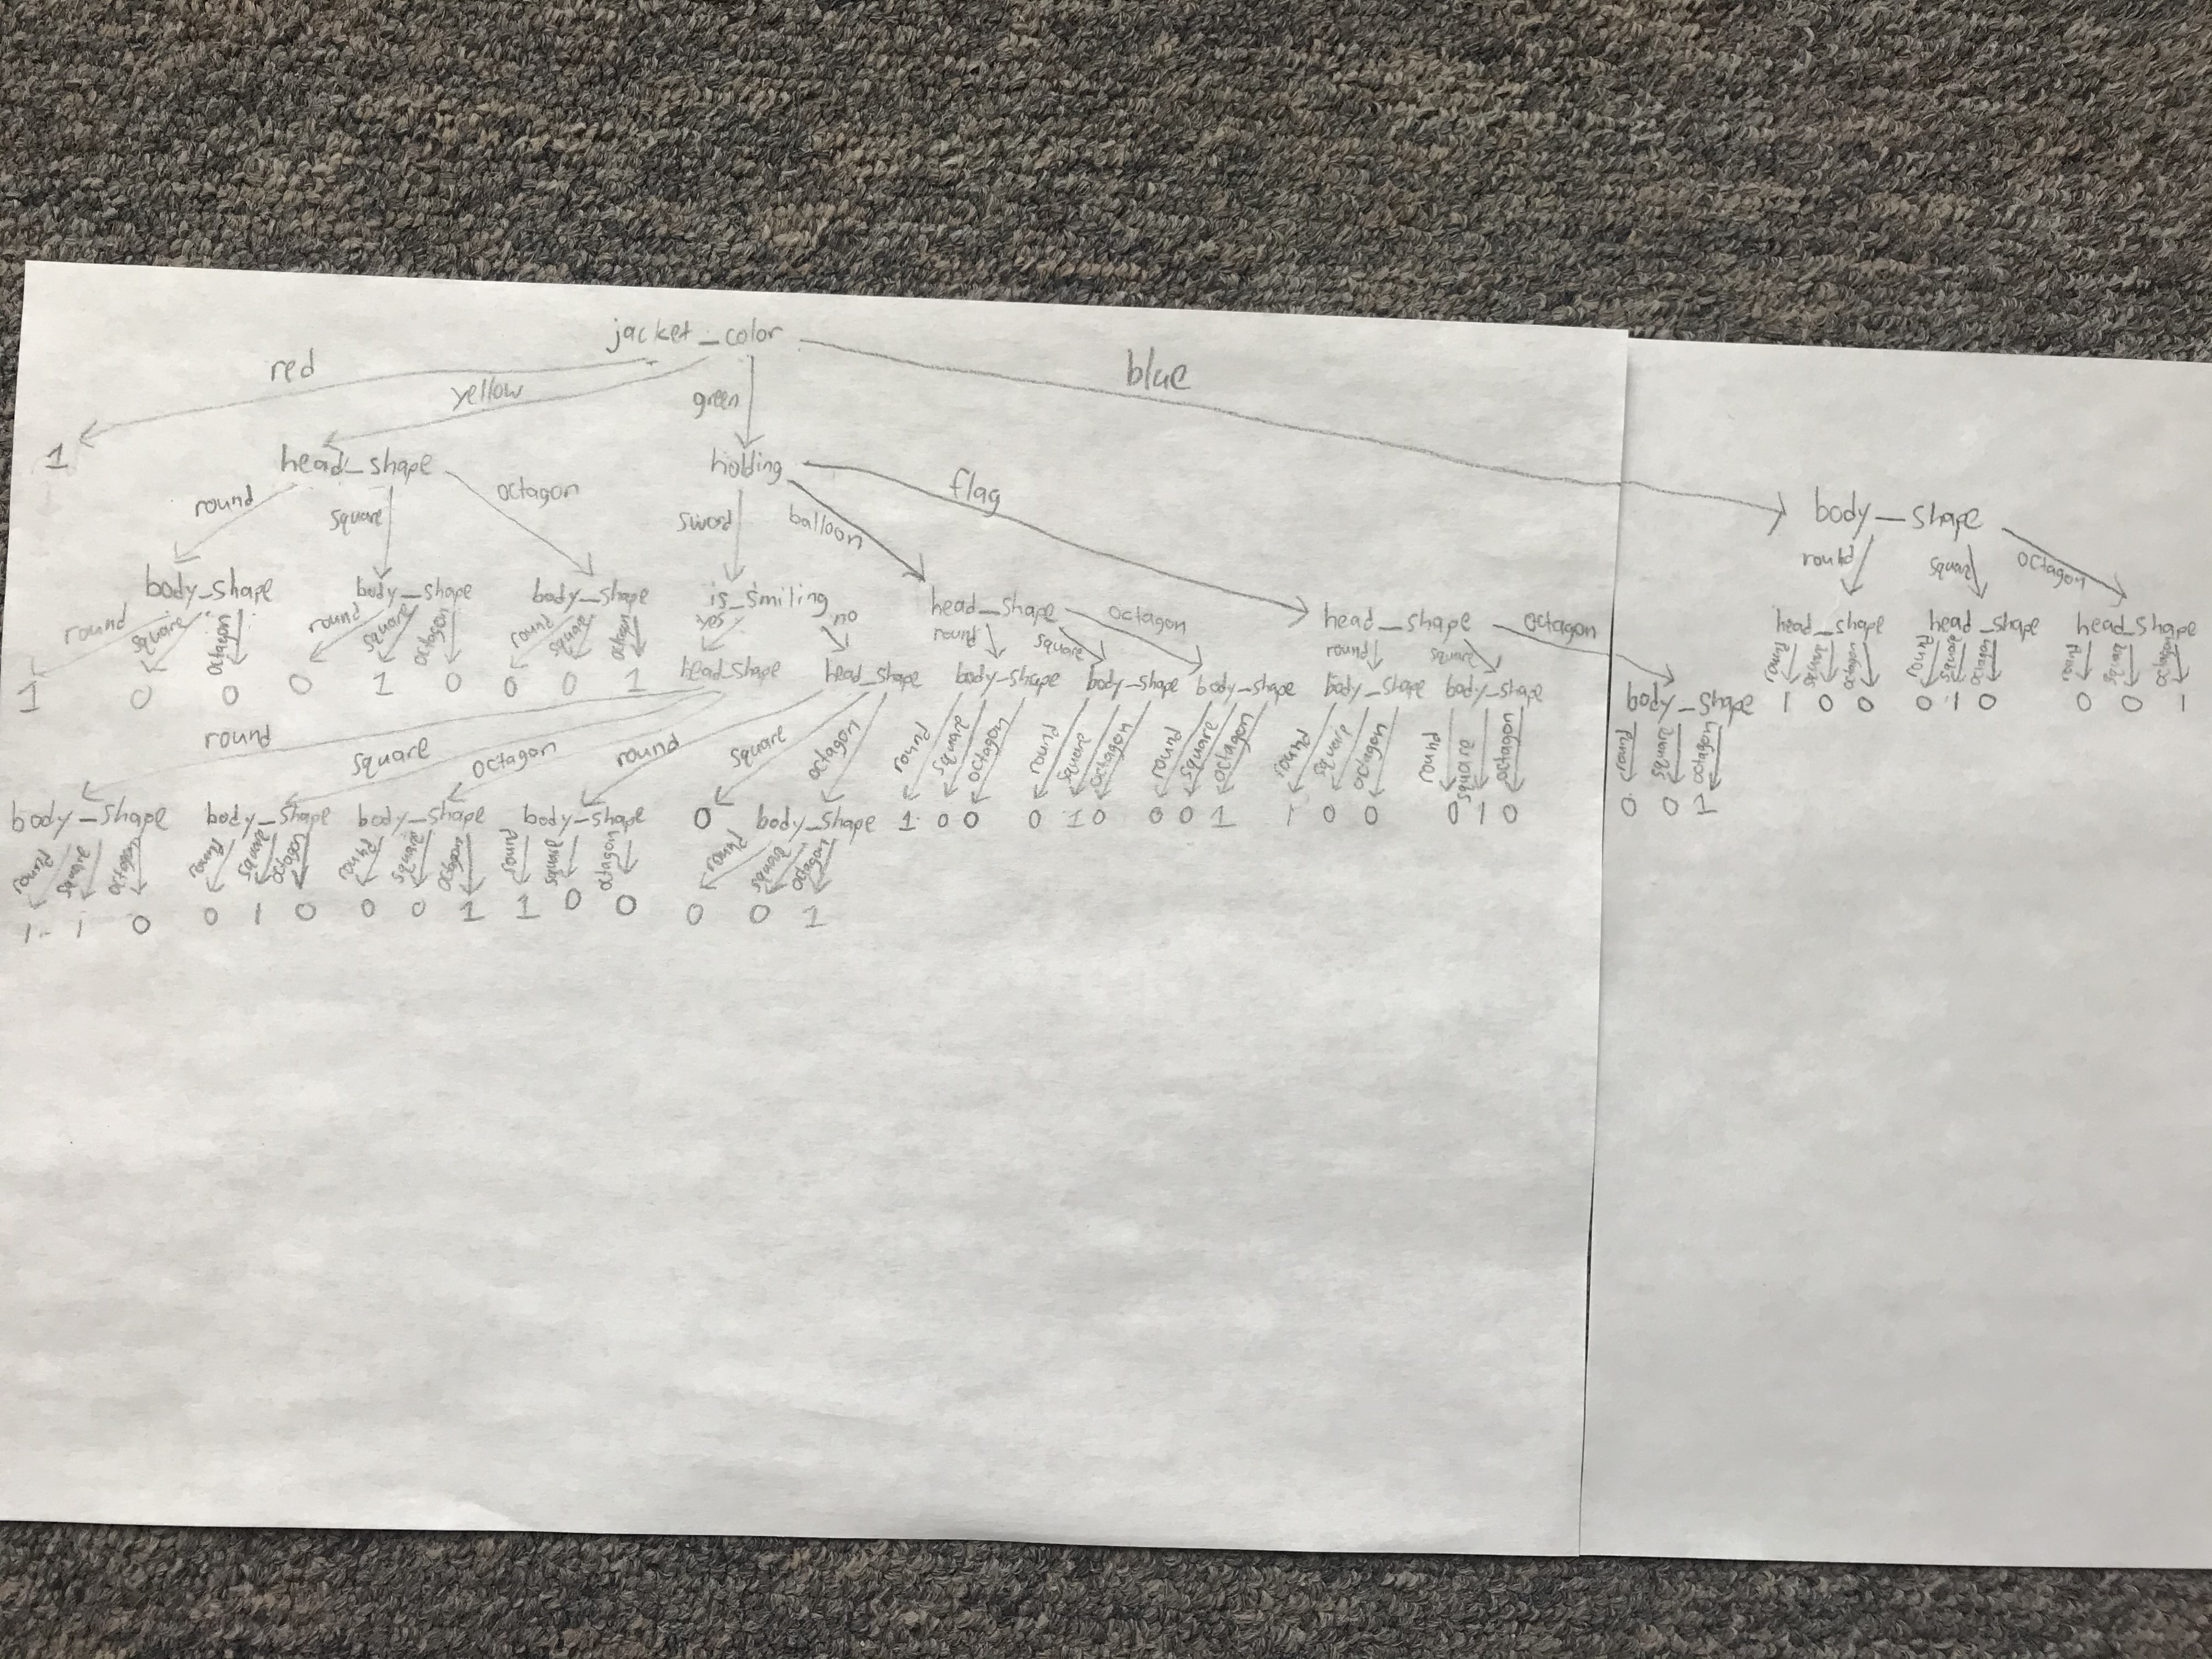 jacket_color
red yellow green blue
1 head_shape holding body_shape
round square octagon sword balloon flag round square octagon
body_shape body_shape body_shape is_smiling head_shape head_shape head_shape head_shape head_shape
round square octagon round square octagon round square octagon yes no round square octagon round square octagon round square octagon round square octagon round square octagon
1 0 0 0 1 0 0 0 1 head_shape head_shape body_shape body_shape body_shape body_shape body_shape body_shape 1 0 0 0 1 0 0 0 1
round square octagon round square octagon round square octagon round square octagon round square octagon round square octagon round square octagon round square octagon
body_shape body_shape body_shape body_shape 0 body_shape 1 0 0 0 1 0 0 0 1 1 0 0 0 1 0 0 0 1
round square octagon round square octagon round square octagon round square octagon round square octagon
1 1 0 0 1 0 0 0 1 1 0 0 0 0 1